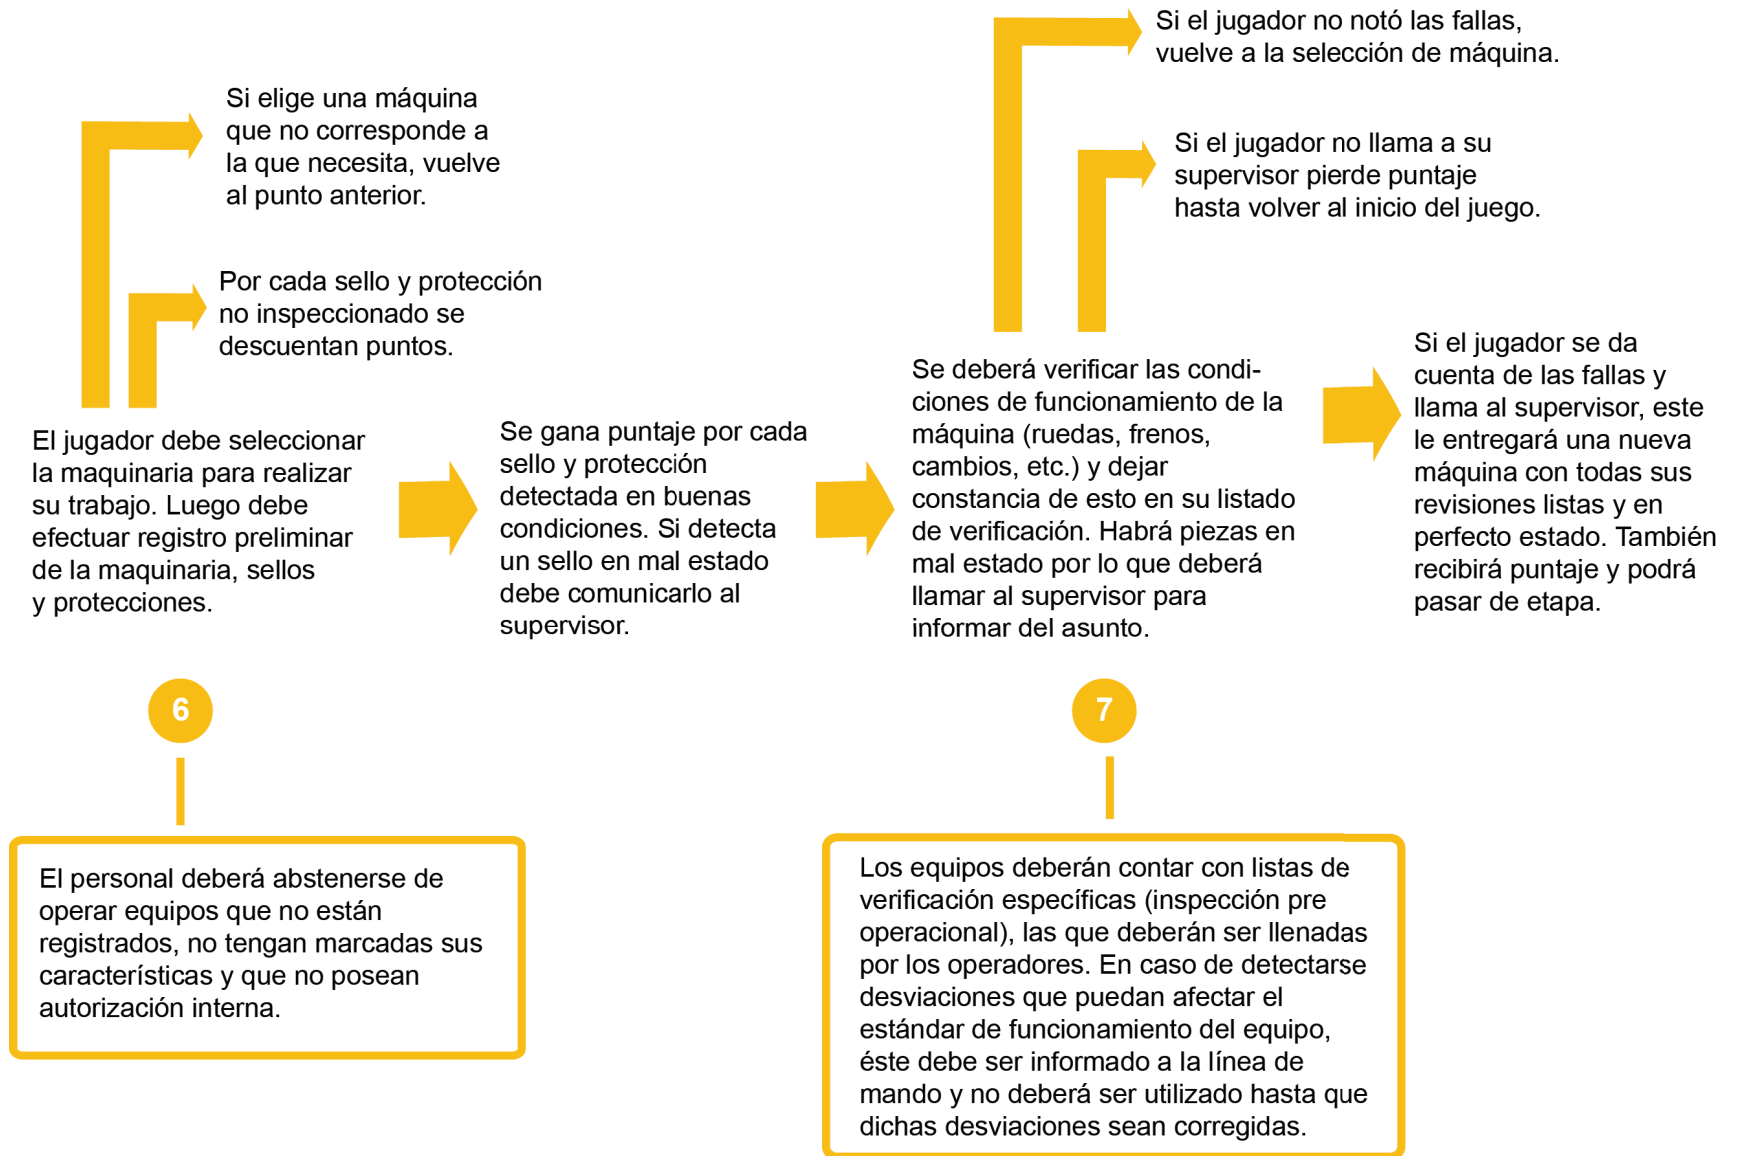 Si el jugador no notó las fallas,
vuelve a la selección de máquina.
Si elige una máquina
que no corresponde a
la que necesita, vuelve
al punto anterior.
Si el jugador no llama a su
supervisor pierde puntaje
hasta volver al inicio del juego.
Por cada sello y protección
no inspeccionado se
descuentan puntos.
El jugador debe seleccionar
la maquinaria para realizar
su trabajo. Luego debe
efectuar registro preliminar
de la maquinaria, sellos
y protecciones.
Se gana puntaje por cada
sello y protección
detectada en buenas
condiciones. Si detecta
un sello en mal estado
debe comunicarlo al
supervisor.
Se deberá verificar las condi-
ciones de funcionamiento de la
máquina (ruedas, frenos,
cambios, etc.) y dejar
constancia de esto en su listado
de verificación. Habrá piezas en
mal estado por lo que deberá
llamar al supervisor para
informar del asunto.
Si el jugador se da
cuenta de las fallas y
llama al supervisor, este
le entregará una nueva
máquina con todas sus
revisiones listas y en
perfecto estado. También
recibirá puntaje y podrá
pasar de etapa.
6
7
El personal deberá abstenerse de
operar equipos que no están
registrados, no tengan marcadas sus
características y que no posean
autorización interna.
Los equipos deberán contar con listas de
verificación específicas (inspección pre
operacional), las que deberán ser llenadas
por los operadores. En caso de detectarse
desviaciones que puedan afectar el
estándar de funcionamiento del equipo,
éste debe ser informado a la línea de
mando y no deberá ser utilizado hasta que
dichas desviaciones sean corregidas.